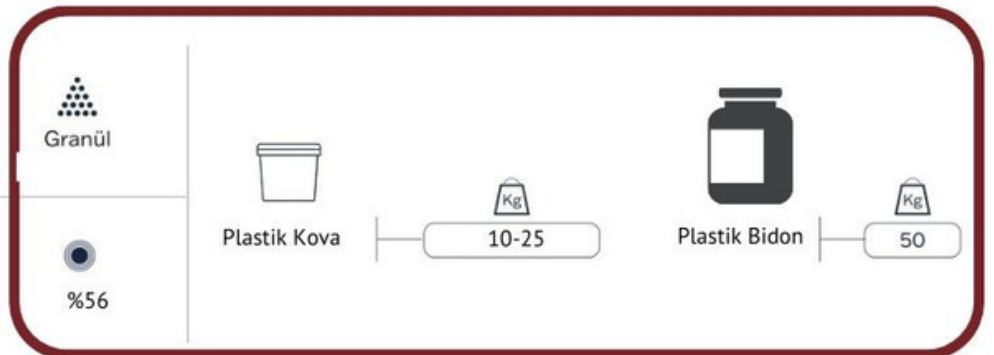 Granül
%56
Plastik Kova
Kg
10-25
Plastik Bidon
Kg
50